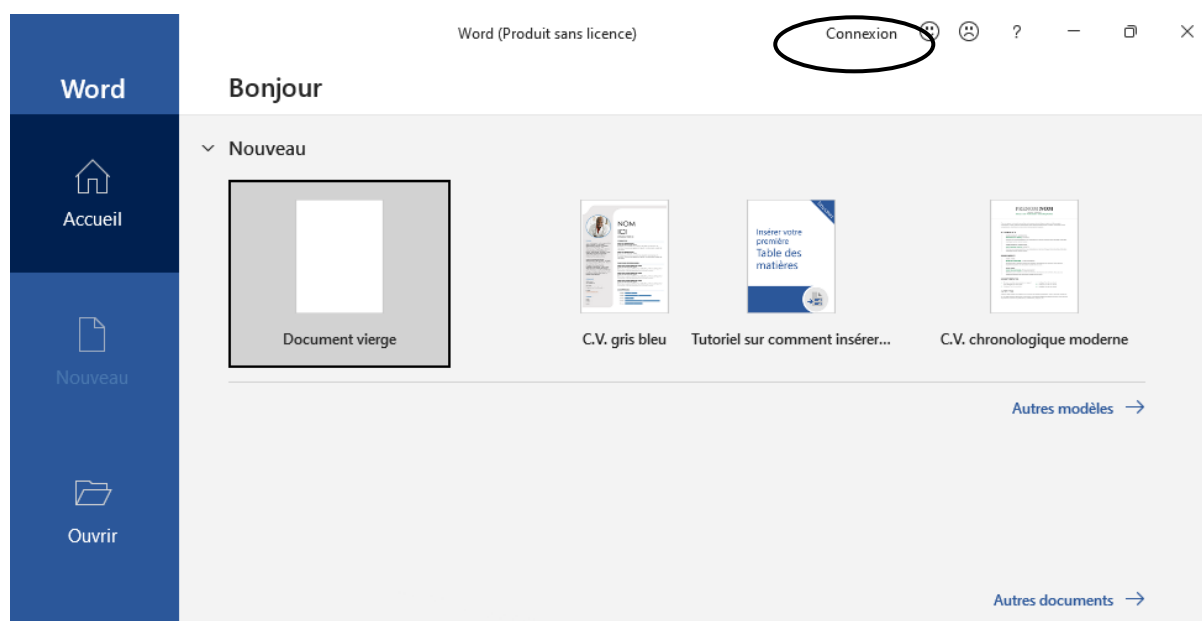 Word (Produit sans licence)
Connexion
?
Word
Bonjour
Nouveau
Accueil
Nouveau
Ouvrir
Document vierge
NOM
ICI
C.V. gris bleu
Insérer votre
première
Table des
matières
Tutoriel sur comment insérer...
C.V. chronologique moderne
Autres modèles
Autres documents